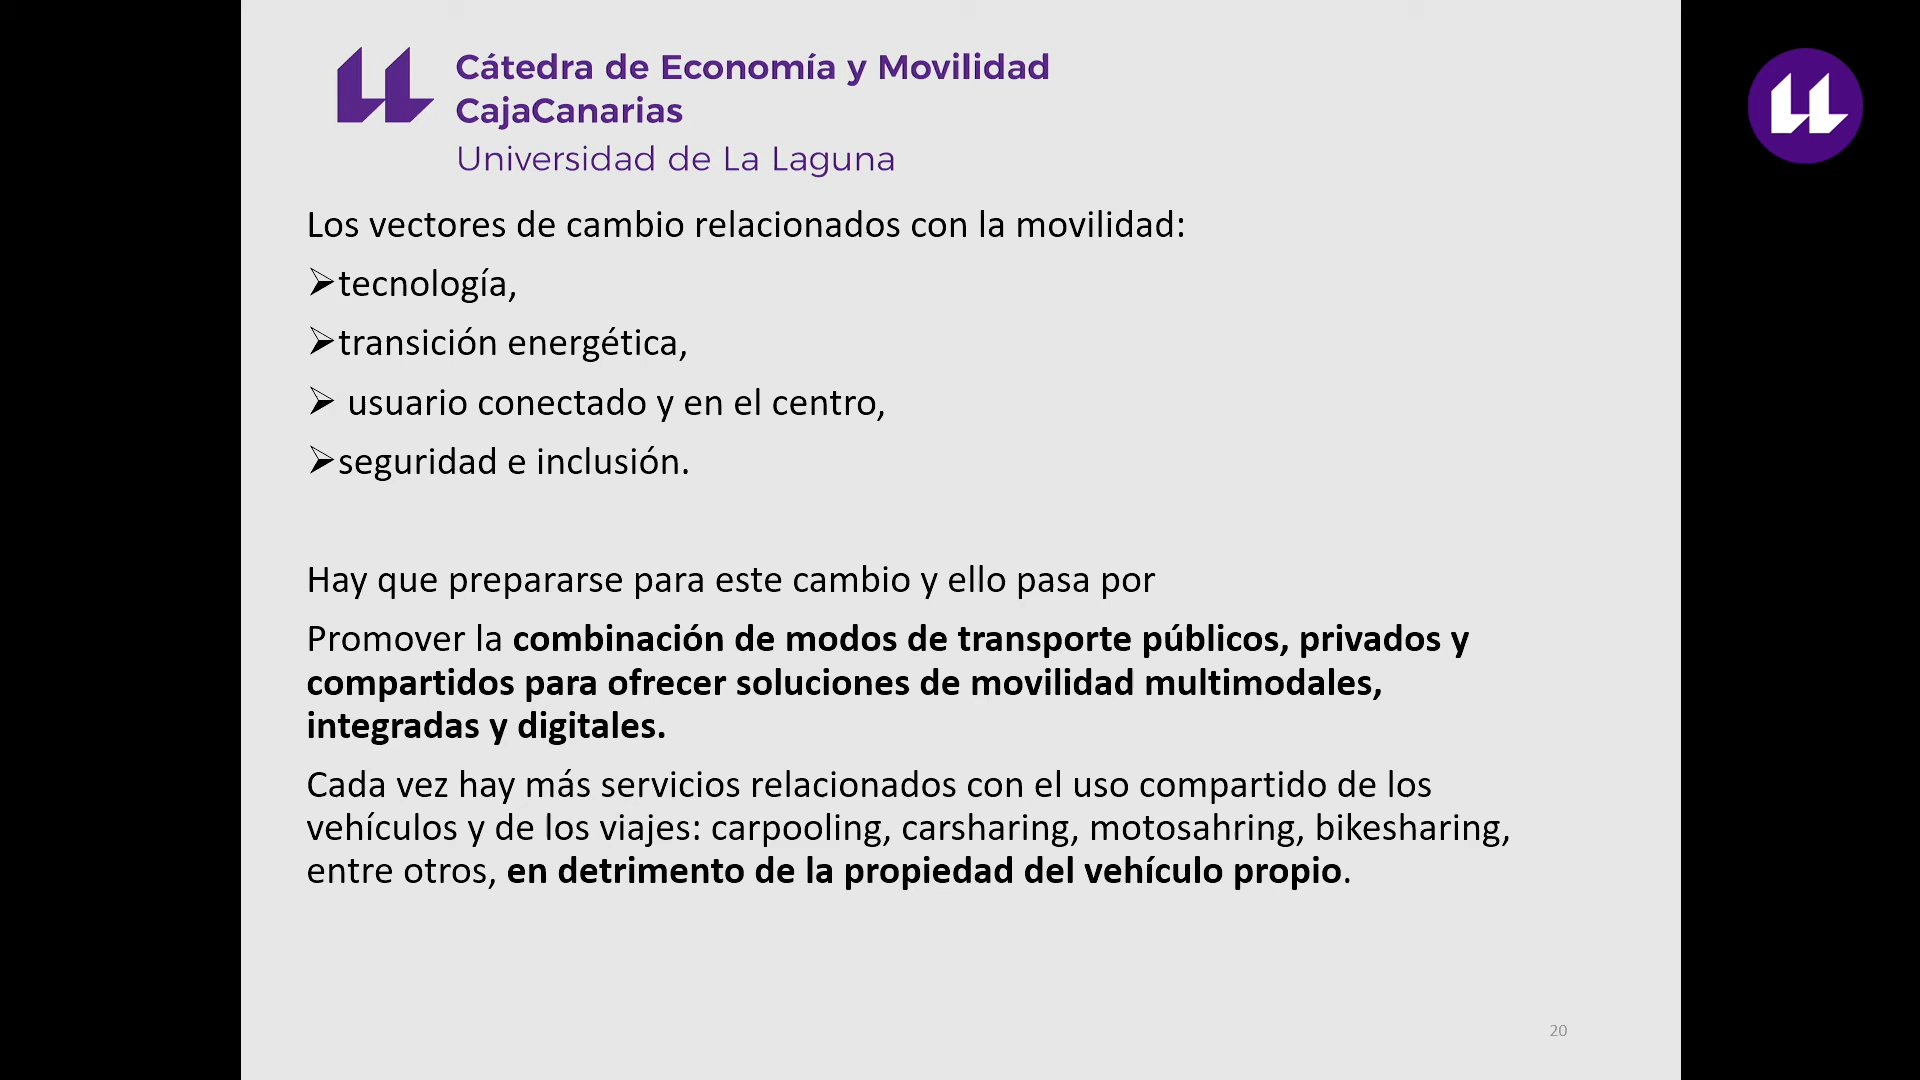 Cátedra de Economía y Movilidad
CajaCanarias
Universidad de La Laguna
Los vectores de cambio relacionados con la movilidad:
➢tecnología,
➢transición energética,
➢ usuario conectado y en el centro,
➢seguridad e inclusión.
Hay que prepararse para este cambio y ello pasa por
Promover la combinación de modos de transporte públicos, privados y
compartidos para ofrecer soluciones de movilidad multimodales,
integradas y digitales.
Cada vez hay más servicios relacionados con el uso compartido de los
vehículos y de los viajes: carpooling, carsharing, motosahring, bikesharing,
entre otros, en detrimento de la propiedad del vehículo propio.
20